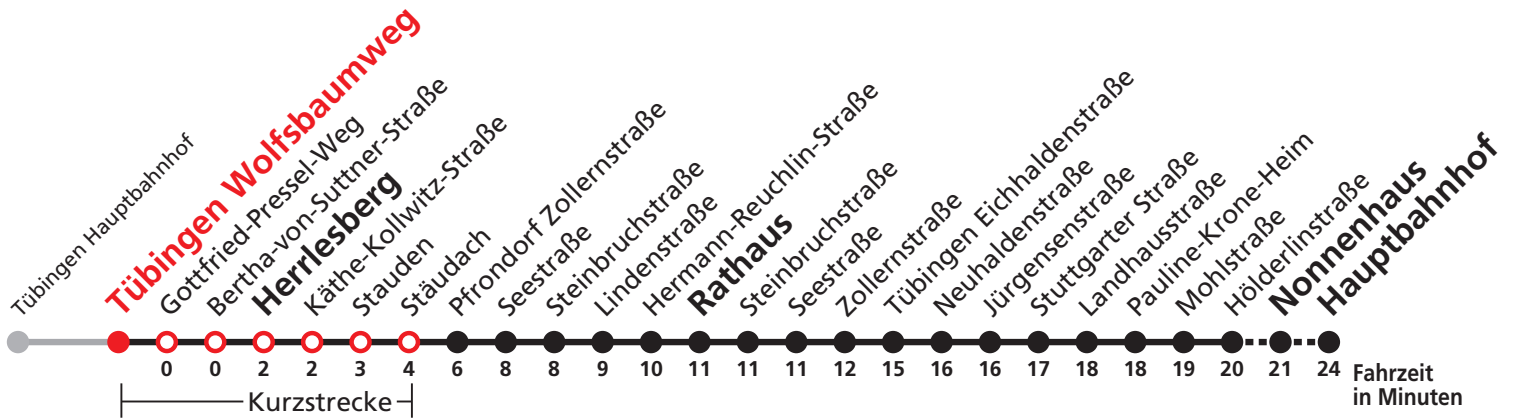 Tübingen Hauptbahnhof
Tübingen Wolfsbaumweg
Gottfried-Pressel-Weg
Bertha-von-Suttner-Straße
Herrlesberg
Käthe-Kollwitz-Straße
Stauden
Stäudach
Pfrondorf Zollernstraße
Seestraße
Steinbruchstraße
Lindenstraße
Hermann-Reuchlin-Straße
Rathaus
Steinbruchstraße
Seestraße
Zollernstraße
Tübingen Eichhaldenstraße
Neuhaldenstraße
Jürgensenstraße
Stuttgarter Straße
Landhausstraße
Pauline-Krone-Heim
Mohlstraße
Hölderlinstraße
Nonnenhaus
Hauptbahnhof
0 0 2 2 3 4 6 8 8 9 10 11 11 11 12 15 16 16 17 18 18 19 20 21 24 Fahrzeit
in Minuten
Kurzstrecke